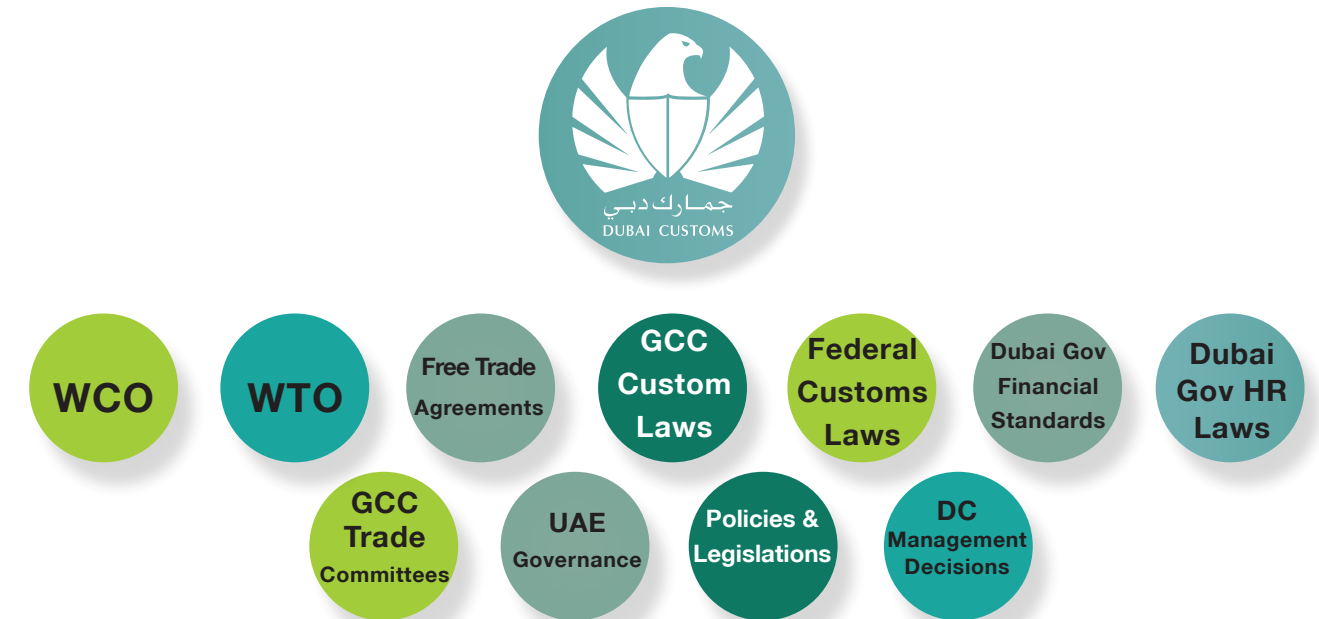 جمارك دبي
DUBAI CUSTOMS
WCO
WTO
Free Trade
Agreements
GCC
Custom
Laws
Federal
Customs
Laws
Dubai Gov
Financial
Standards
Dubai
Gov HR
Laws
GCC
Trade
Committees
UAE
Governance
Policies &
Legislations
DC
Management
Decisions